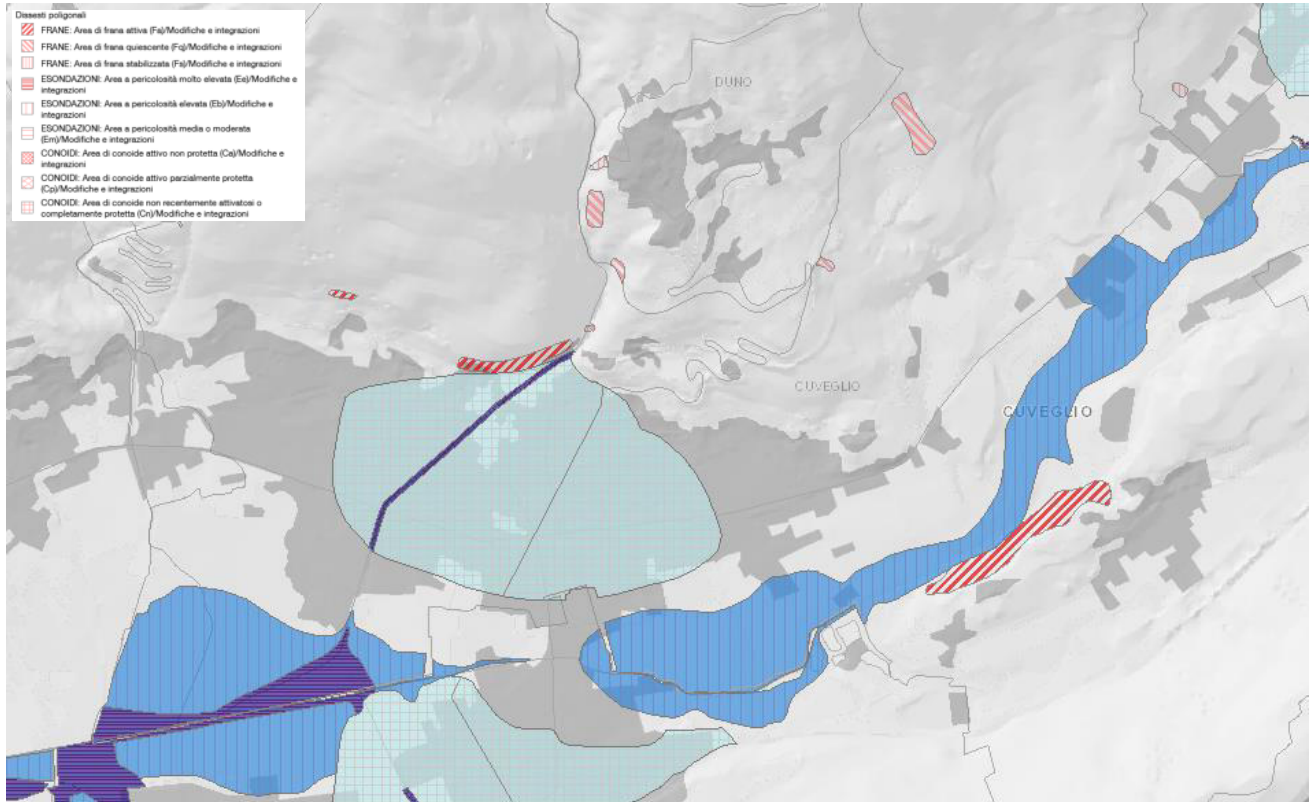 Dissesti poligonali
FRANE: Area di frana attiva (Fa)/Modifiche e integrazioni
FRANE: Area di frana quiescente (Fq)/Modifiche e integrazioni
FRANE: Area di frana stabilizzata (Fs)/Modifiche e integrazioni
ESONDAZIONI: Area a pericolosità molto elevata (Ee)/Modifiche e
integrazioni
ESONDAZIONI: Area a pericolosità elevata (Eb)/Modifiche e
integrazioni
ESONDAZIONI: Area a pericolosità media o moderata
(Em)/Modifiche e integrazioni
CONOIDI: Area di conoide attivo non protetta (Ca)/Modifiche e
integrazioni
CONOIDI: Area di conoide attivo parzialmente protetta
(Cp)/Modifiche e integrazioni
CONOIDI: Area di conoide non recentemente attivatosi o
completamente protetta (Cn)/Modifiche e integrazioni
DUNO
CUVEGLIO
CUVEGLIO